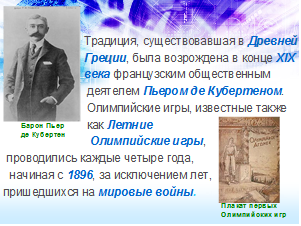 Традиция, существовавшая в Древней
Греции, была возрождена в конце XIX
века французским общественным
деятелем Пьером де Кубертеном.
Олимпийские игры, известные также
как Летние
Олимпийские игры,
проводились каждые четыре года,
начиная с 1896, за исключением лет,
пришедшихся на мировые войны.
Барон Пьер
де Кубертен
Плакат первых
Олимпийских игр